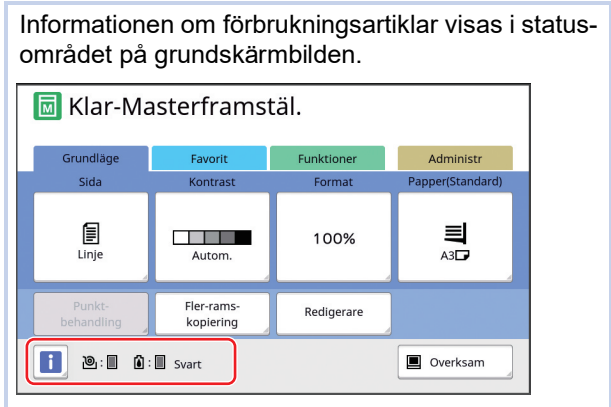 Informationen om förbrukningsartiklar visas i status-
området på grundskärmbilden.
M Klar-Masterframstäl.
Grundläge Favorit Funktioner Administr
Sida Kontrast Format Papper(Standard)
Linje Autom. 100% A3
Punkt-
behandling
Fler-rams-
kopiering
Redigerare
i : : Svart Overksam